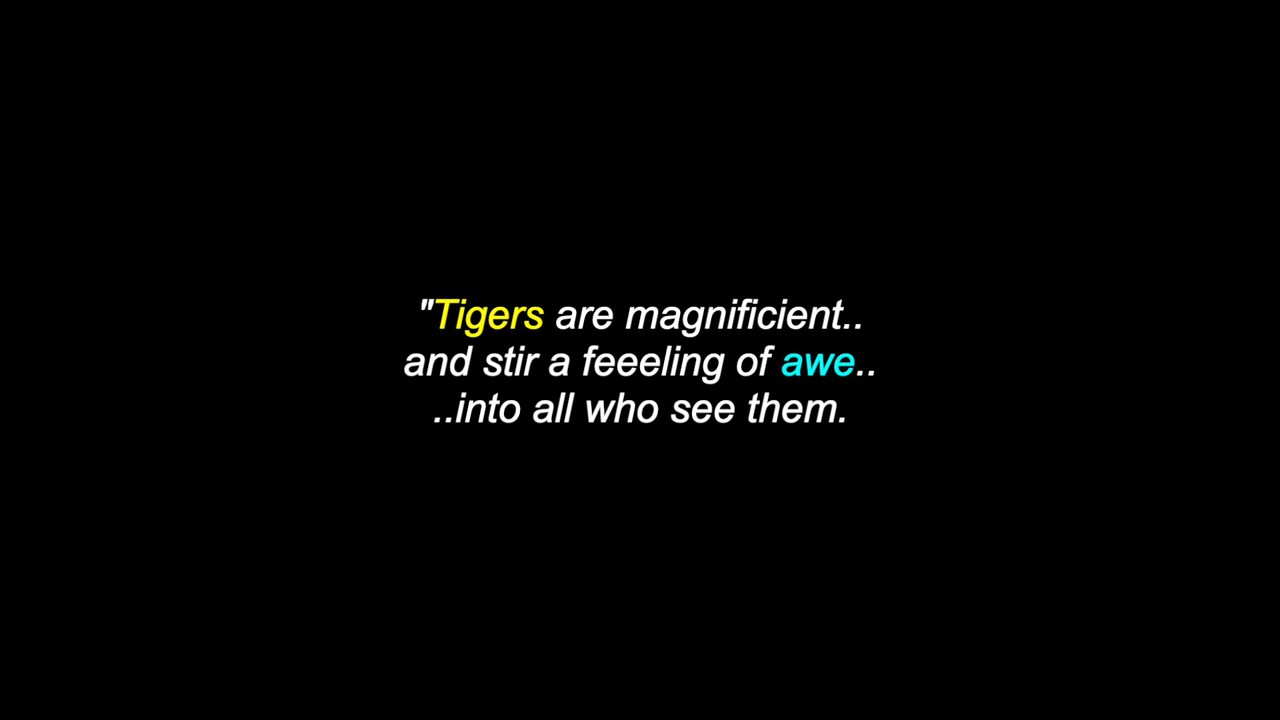 "Tigers are magnificient..
and stir a feeeling of awe..
..into all who see them.